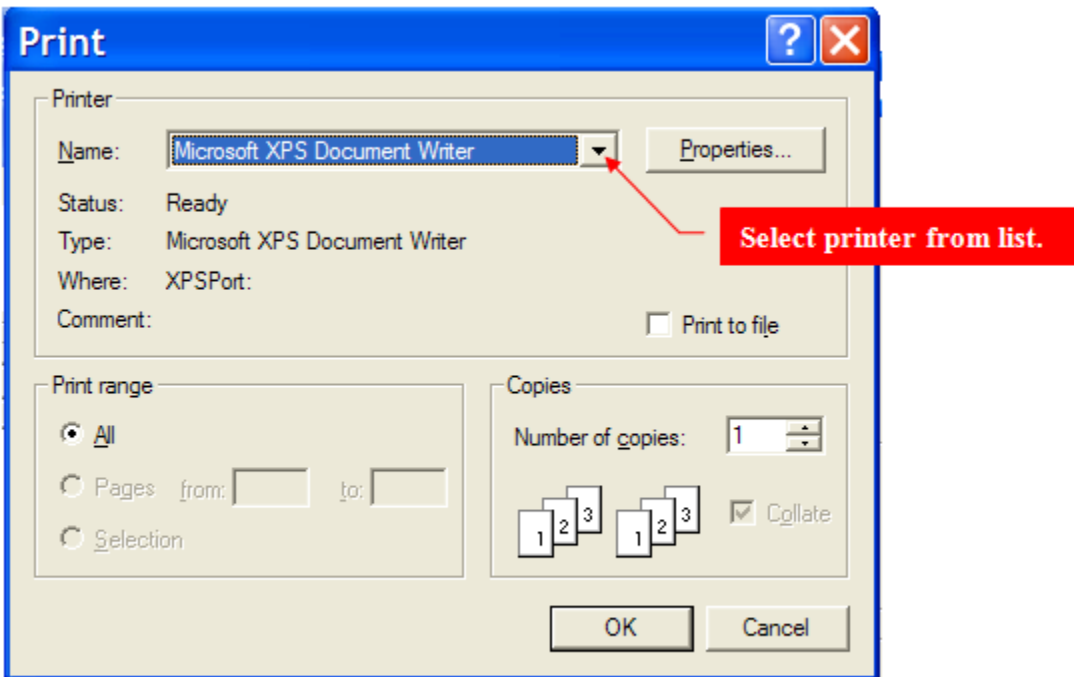 Print
Printer
Name: Microsoft XPS Document Writer Properties...
Status: Ready
Select printer from list.
Type: Microsoft XPS Document Writer
Where: XPSPort:
Comment: Print to file
Print range
All
Pages from: to:
Selection
Copies
Number of copies: 1
1 2 3 1 2 3 Collate
OK Cancel